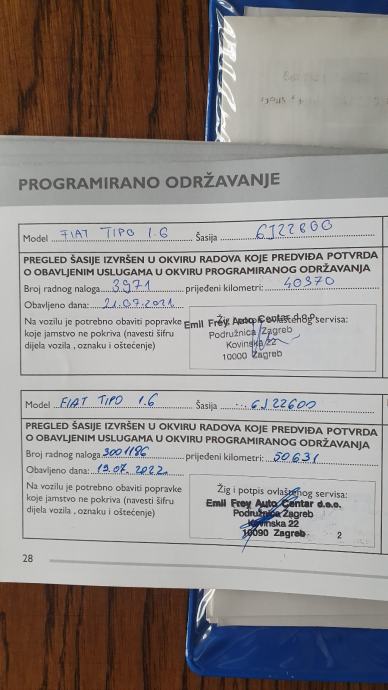 PROGRAMIRANO ODRŽAVANJE
Model FIAT TIPO 1.6 Šasija 6J22600
PREGLED ŠASIJE IZVRŠEN U OKVIRU RADOVA KOJE PREDVIĐA POTVRDA
O OBAVLJENIM USLUGAMA U OKVIRU PROGRAMIRANOG ODRŽAVANJA
Broj radnog naloga 3971 prijeđeni kilometri: 40370
Obavljeno dana: 21.07.2021
Na vozilu je potrebno obaviti popravke
koje jamstvo ne pokriva (navesti šifru
dijela vozila , oznaku i oštećenje)
Žig i potpis ovlaštenog servisa:
Emil Frey Auto Centar d.o.o.
Podružnica Zagreb
Kovinska 22
10000 Zagreb
Model FIAT TIPO 1.6 Šasija 6J22600
PREGLED ŠASIJE IZVRŠEN U OKVIRU RADOVA KOJE PREDVIĐA POTVRDA
O OBAVLJENIM USLUGAMA U OKVIRU PROGRAMIRANOG ODRŽAVANJA
Broj radnog naloga 3001186 prijeđeni kilometri: 50631
Obavljeno dana: 19.07.2022.
Na vozilu je potrebno obaviti popravke
koje jamstvo ne pokriva (navesti šifru
dijela vozila , oznaku i oštećenje)
Žig i potpis ovlaštenog servisa:
Emil Frey Auto Centar d.o.o.
Podružnica Zagreb
Kovinska 22
10090 Zagreb 2
28